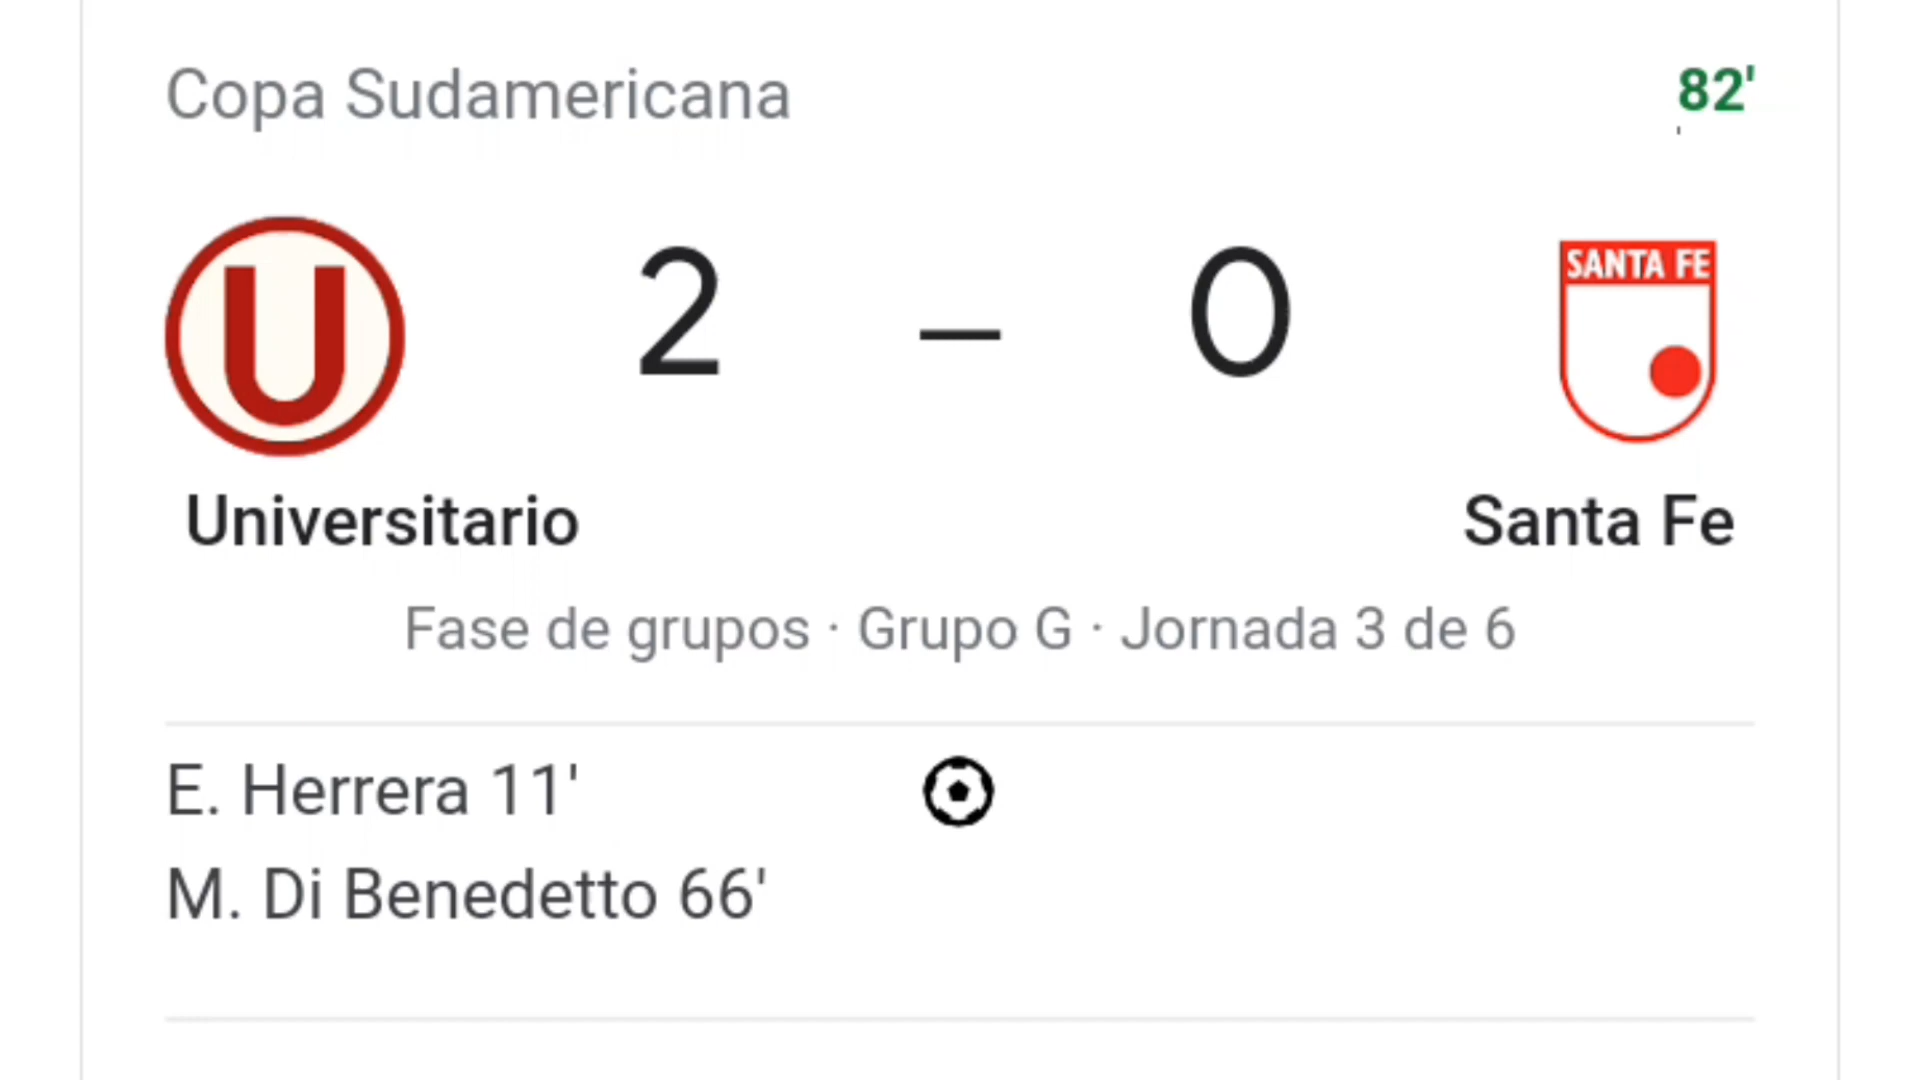 Copa Sudamericana 82'
U 2 – 0 SANTA FE
Universitario Santa Fe
Fase de grupos · Grupo G · Jornada 3 de 6
E. Herrera 11'
M. Di Benedetto 66'